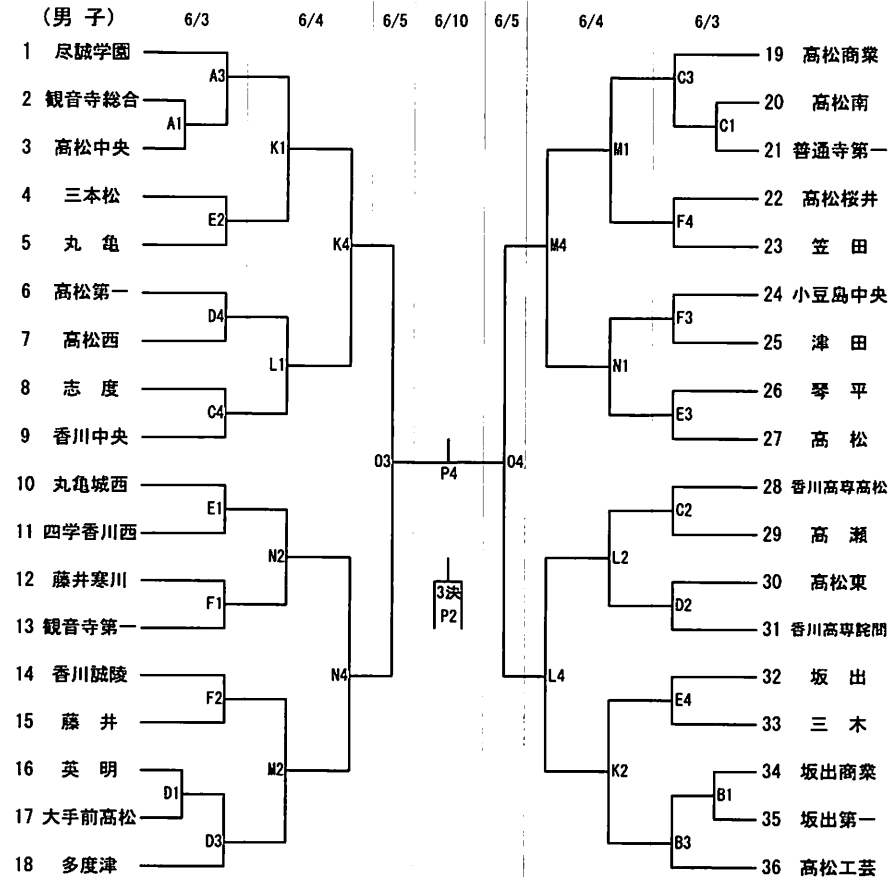 (男 子) 6/3 6/4 6/5 6/10 6/5 6/4 6/3
1 尽誠学園
A3
2 観音寺総合
A1
3 高松中央
K1
4 三本松
E2
5 丸 亀
K4
6 高松第一
D4
7 高松西
L1
8 志 度
C4
9 香川中央
O3
10 丸亀城西
E1
11 四学香川西
N2
12 藤井寒川
F1
13 観音寺第一
N4
14 香川誠陵
F2
15 藤 井
M2
16 英 明
D1
17 大手前高松
D3
18 多度津
P4
3決
P2
19 高松商業
C3
20 高松南
C1
21 善通寺第一
M1
22 高松桜井
F4
23 笠 田
M4
24 小豆島中央
F3
25 津 田
N1
26 琴 平
E3
27 高 松
O4
28 香川高専高松
C2
29 高 瀬
L2
30 高松東
D2
31 香川高専詫間
L4
32 坂 出
E4
33 三 木
K2
34 坂出商業
B1
35 坂出第一
B3
36 高松工芸